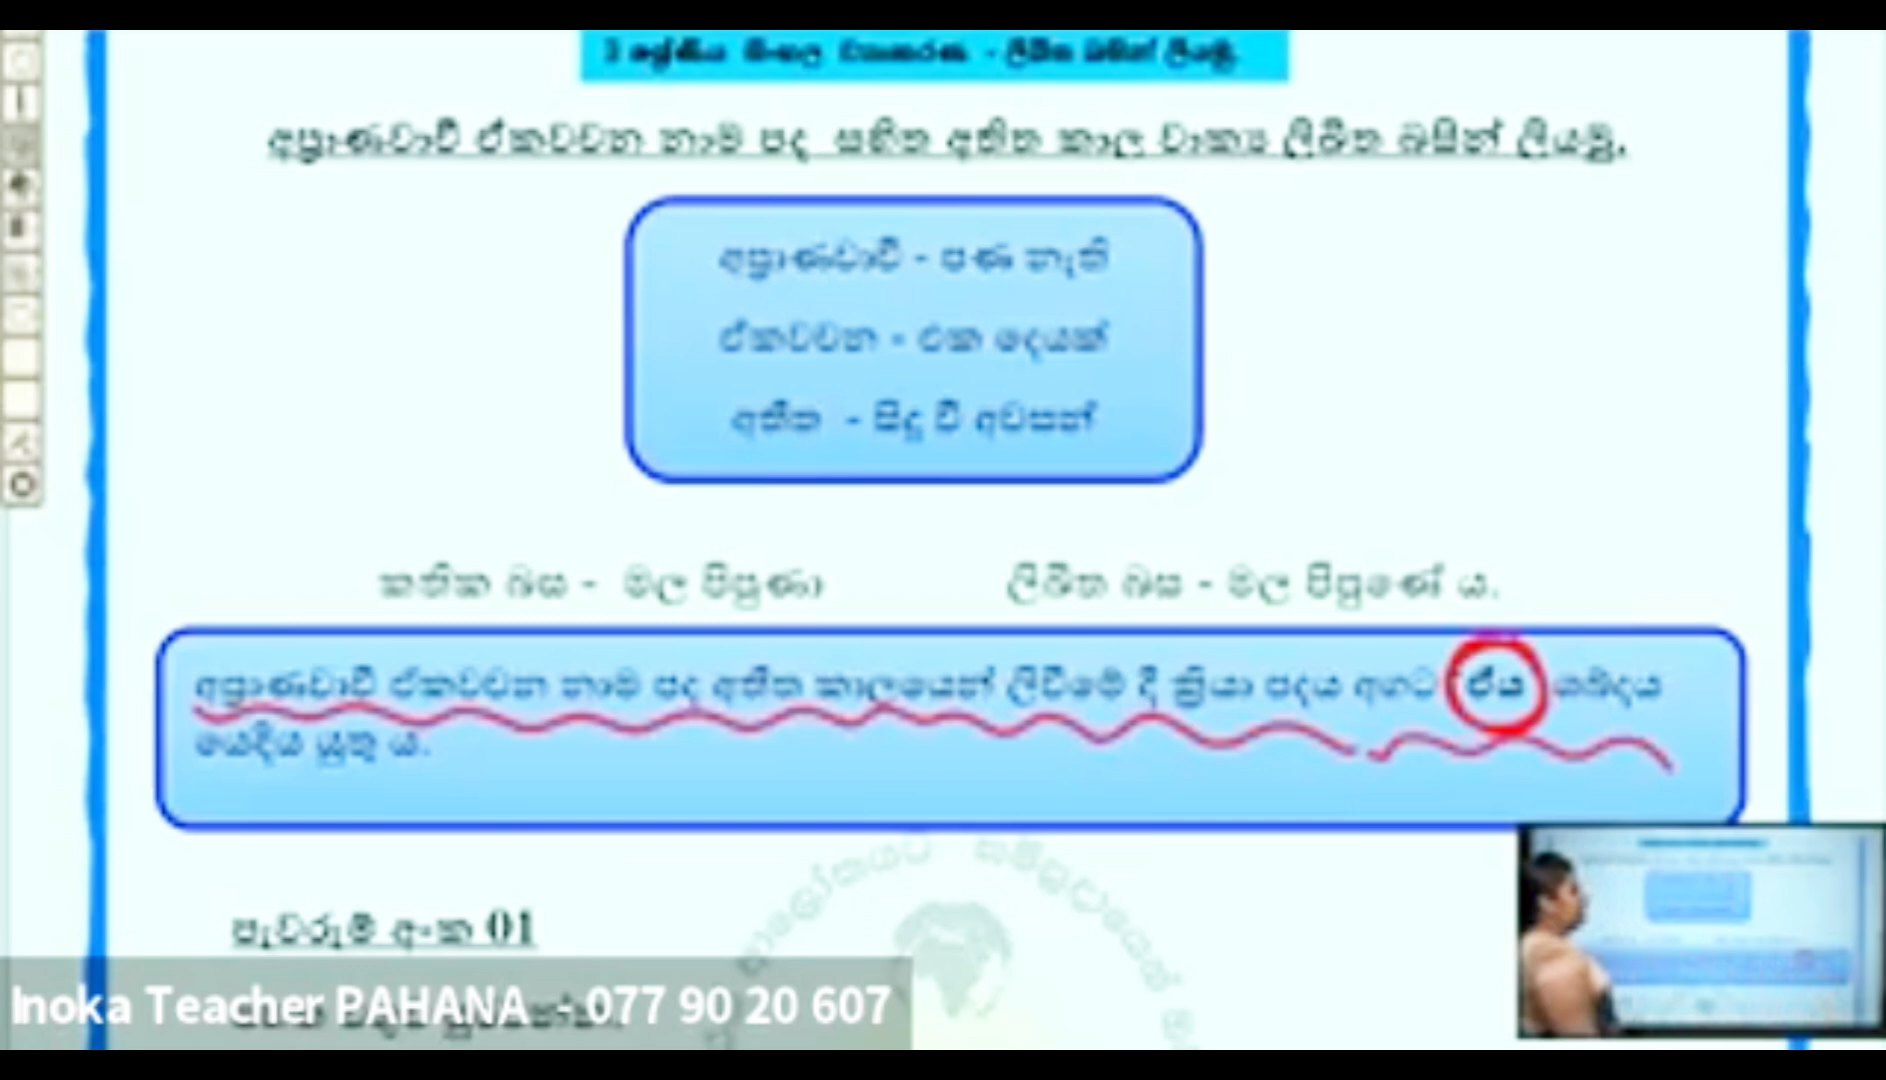 3 ශ්‍රේණිය සිංහල ව්‍යාකරණ - ලිඛිත බසින් ලියමු.
අප්‍රාණවාචී ඒකවචන නාම පද සහිත අතීත කාල වාක්‍ය ලිඛිත බසින් ලියමු.
අප්‍රාණවාචී - පණ නැති
ඒකවචන - එක දෙයක්
අතීත - සිදු වී අවසන්
කතික බස - මල පිපුණා
ලිඛිත බස - මල පිපුණේ ය.
අප්‍රාණවාචී ඒකවචන නාම පද අතීත කාලයෙන් ලිවීමේ දී ක්‍රියා පදය අගට ඒය ශබ්දය
යෙදිය යුතු ය.
පැවරුම් අංක 01
Inoka Teacher PAHANA - 077 90 20 607